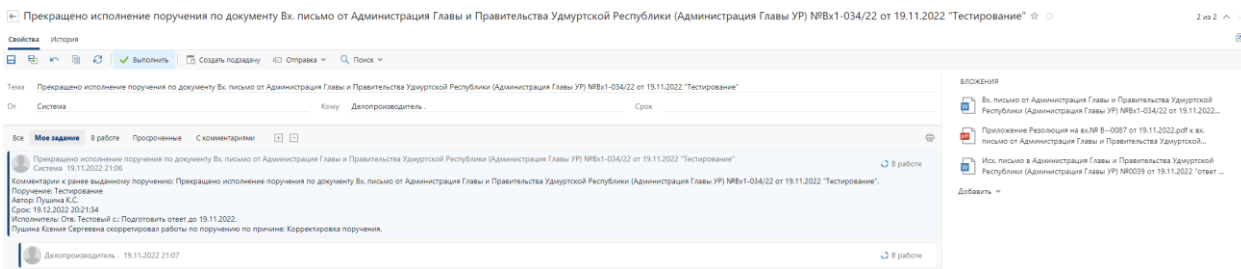 Прекращено исполнение поручения по документу Вх. письмо от Администрация Главы и Правительства Удмуртской Республики (Администрация Главы УР) №Вх1-034/22 от 19.11.2022 "Тестирование"
2 из 2
Свойства История
Выполнить Создать подзадачу Отправка Поиск
Тема Прекращено исполнение поручения по документу Вх. письмо от Администрация Главы и Правительства Удмуртской Республики (Администрация Главы УР) №Вх1-034/22 от 19.11.2022 "Тестирование"
От Система Кому Делопроизводитель . Срок
Все Мое задание В работе Просроченные С комментариями
Прекращено исполнение поручения по документу Вх. письмо от Администрация Главы и Правительства Удмуртской Республики (Администрация Главы УР) №Вх1-034/22 от 19.11.2022 "Тестирование"
Система 19.11.2022 21:06
В работе
Комментарии к ранее выданному поручению: Прекращено исполнение поручения по документу Вх. письмо от Администрация Главы и Правительства Удмуртской Республики (Администрация Главы УР) №Вх1-034/22 от 19.11.2022 "Тестирование".
Поручение: Тестирование
Автор: Пушина К.С.
Срок: 19.12.2022 20:21:34
Исполнитель: Отв. Тестовый с.: Подготовить ответ до 19.11.2022.
Пушина Ксения Сергеевна скорретировал работы по поручению по причине: Корректировка поручения.
Делопроизводитель . 19.11.2022 21:07
В работе
ВЛОЖЕНИЯ
Вх. письмо от Администрация Главы и Правительства Удмуртской
Республики (Администрация Главы УР) №Вх1-034/22 от 19.11.2022...
Приложение Резолюция на вх.№ В--0087 от 19.11.2022.pdf к вх.
письмо от Администрация Главы и Правительства Удмуртской...
Исх. письмо в Администрация Главы и Правительства Удмуртской
Республики (Администрация Главы УР) №0039 от 19.11.2022 "ответ ...
Добавить